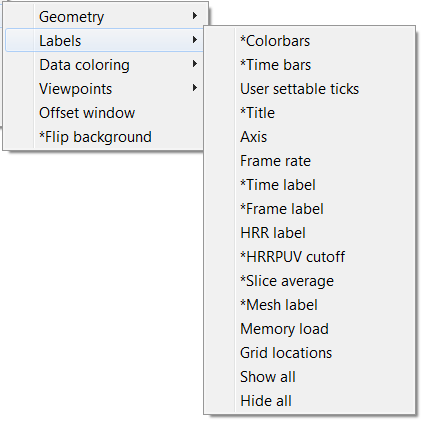 Geometry
Labels
Data coloring
Viewpoints
Offset window
*Flip background
*Colorbars
*Time bars
User settable ticks
*Title
Axis
Frame rate
*Time label
*Frame label
HRR label
*HRRPUV cutoff
*Slice average
*Mesh label
Memory load
Grid locations
Show all
Hide all